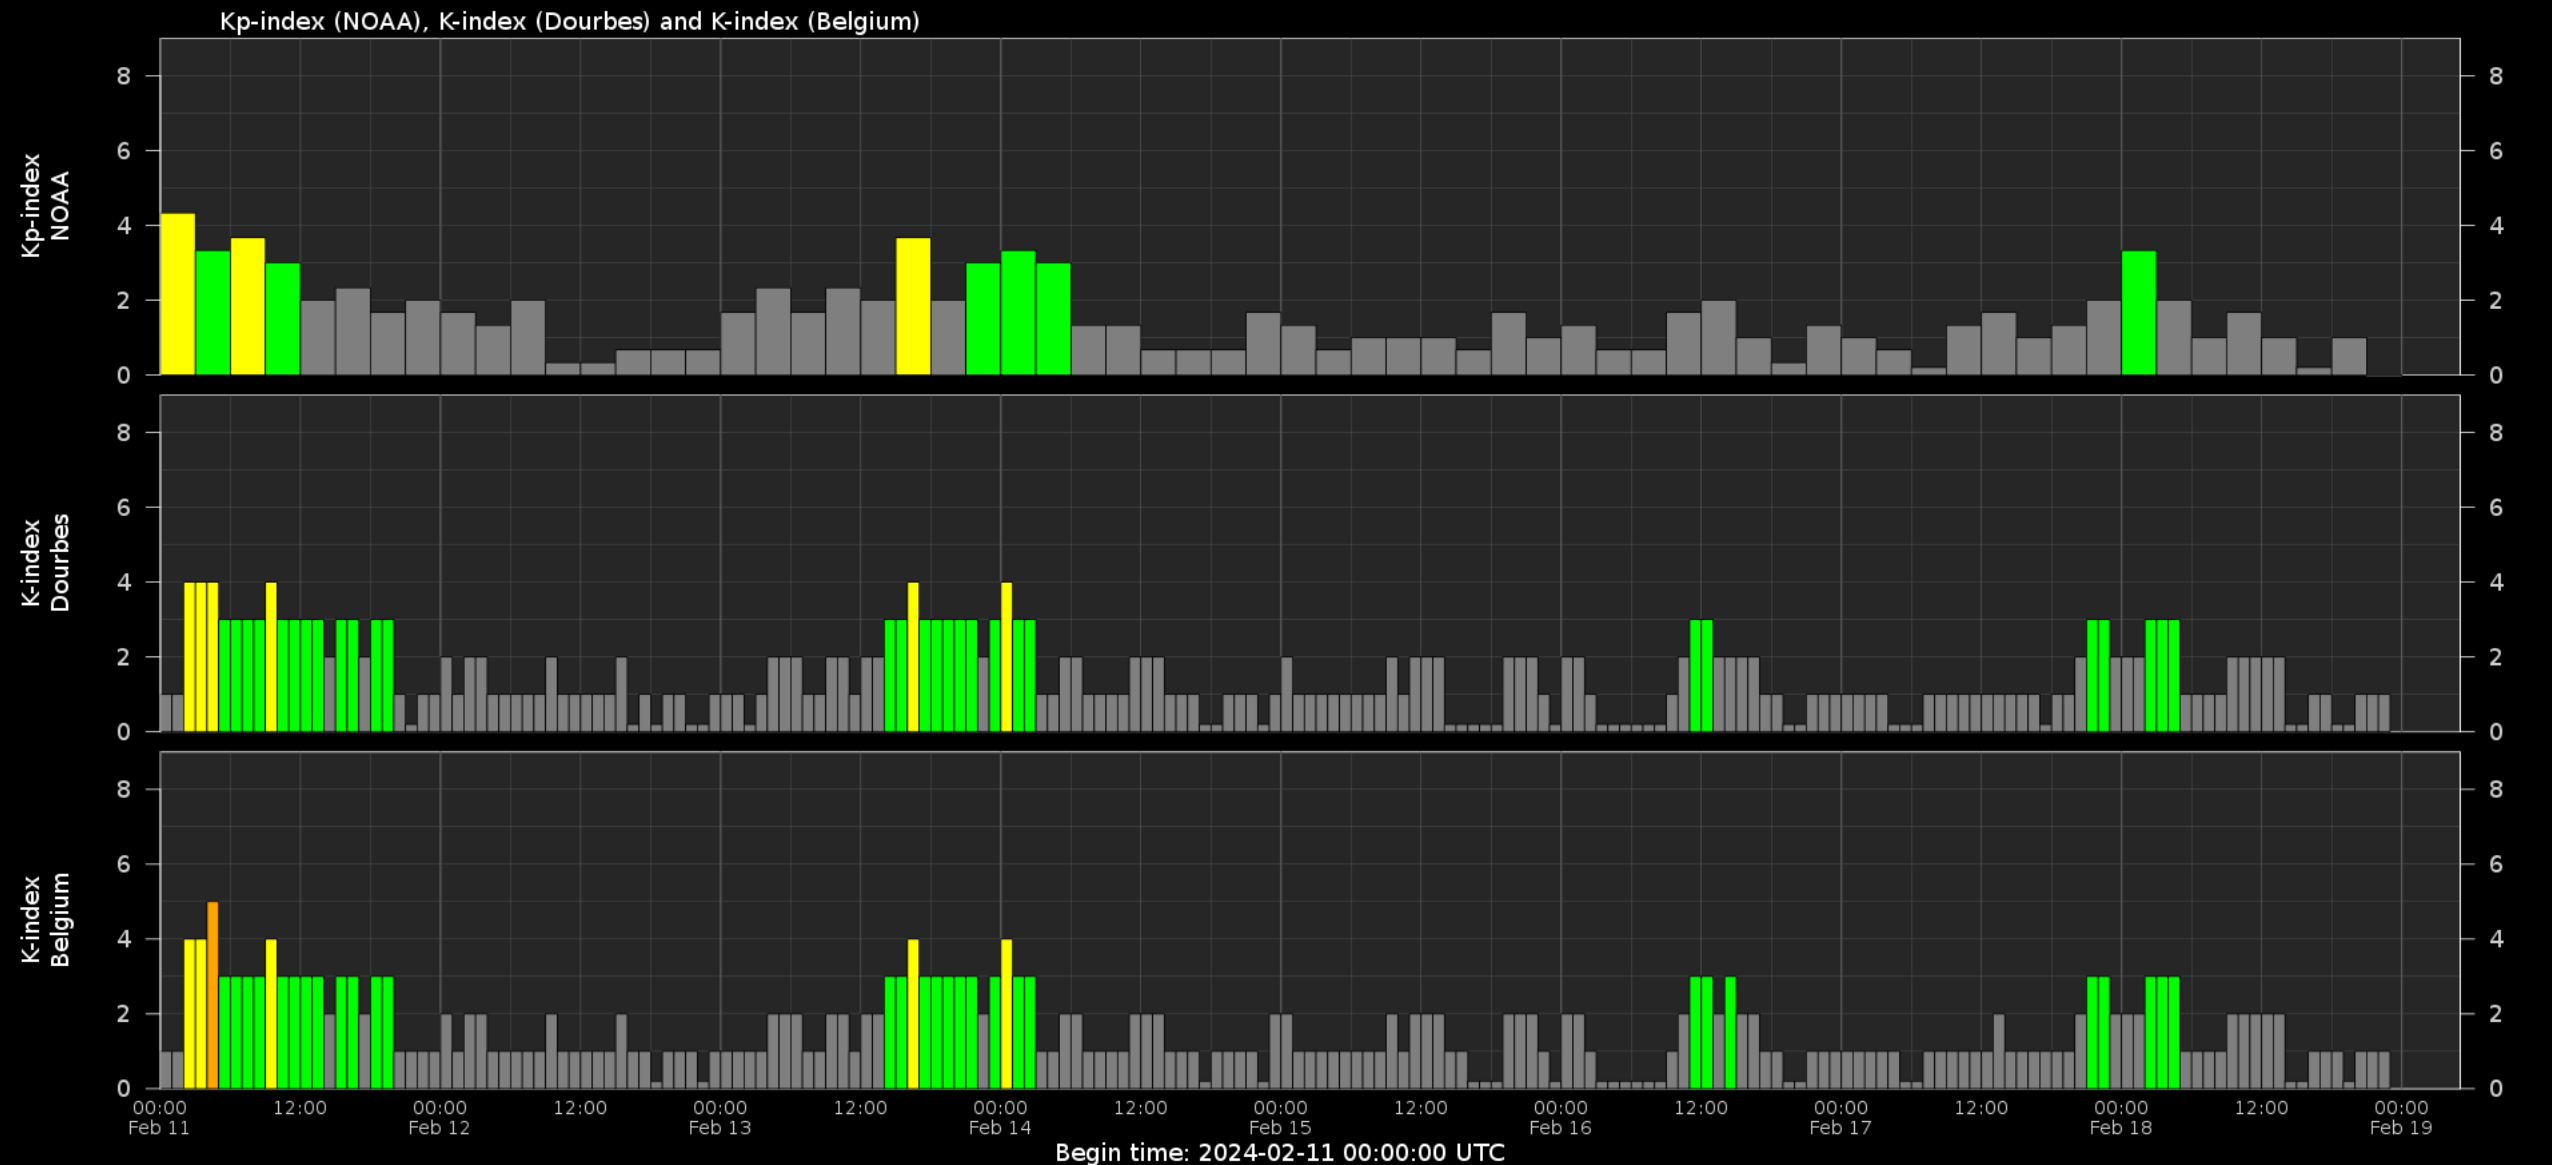 Kp-index (NOAA), K-index (Dourbes) and K-index (Belgium)
Kp-index
NOAA
8 8
6 6
4 4
2 2
0 0
K-index
Dourbes
8 8
6 6
4 4
2 2
0 0
K-index
Belgium
8 8
6 6
4 4
2 2
0 0
00:00 12:00 00:00 12:00 00:00 12:00 00:00 12:00 00:00 12:00 00:00 12:00 00:00 12:00 00:00 12:00 00:00
Feb 11 Feb 12 Feb 13 Feb 14 Feb 15 Feb 16 Feb 17 Feb 18 Feb 19
Begin time: 2024-02-11 00:00:00 UTC